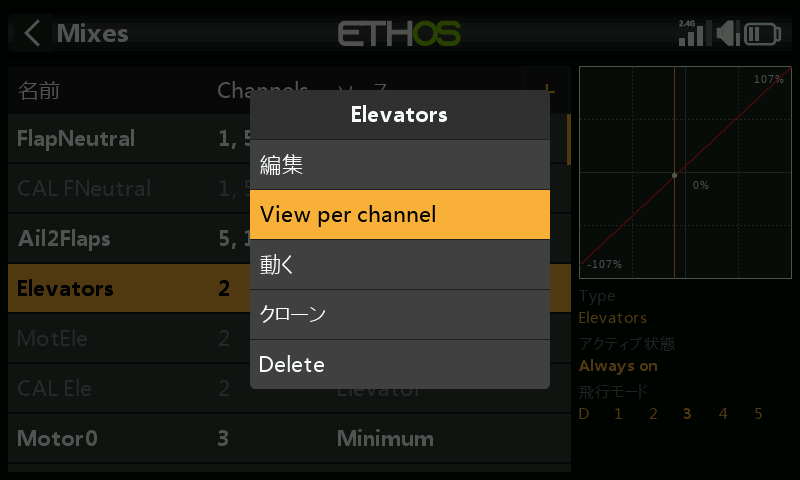 Mixes
ETHOS
2.4G
名前
FlapNeutral
1, 5
CAL FNeutral
1, 5
Ail2Flaps
5, 1
Elevators
2
MotEle
2
CAL Ele
2
Elevator
Motor0
3
Minimum
Elevators
編集
View per channel
動く
クローン
Delete
107%
0%
-107%
Type
Elevators
アクティブ状態
Always on
飛行モード
D 1 2 3 4 5